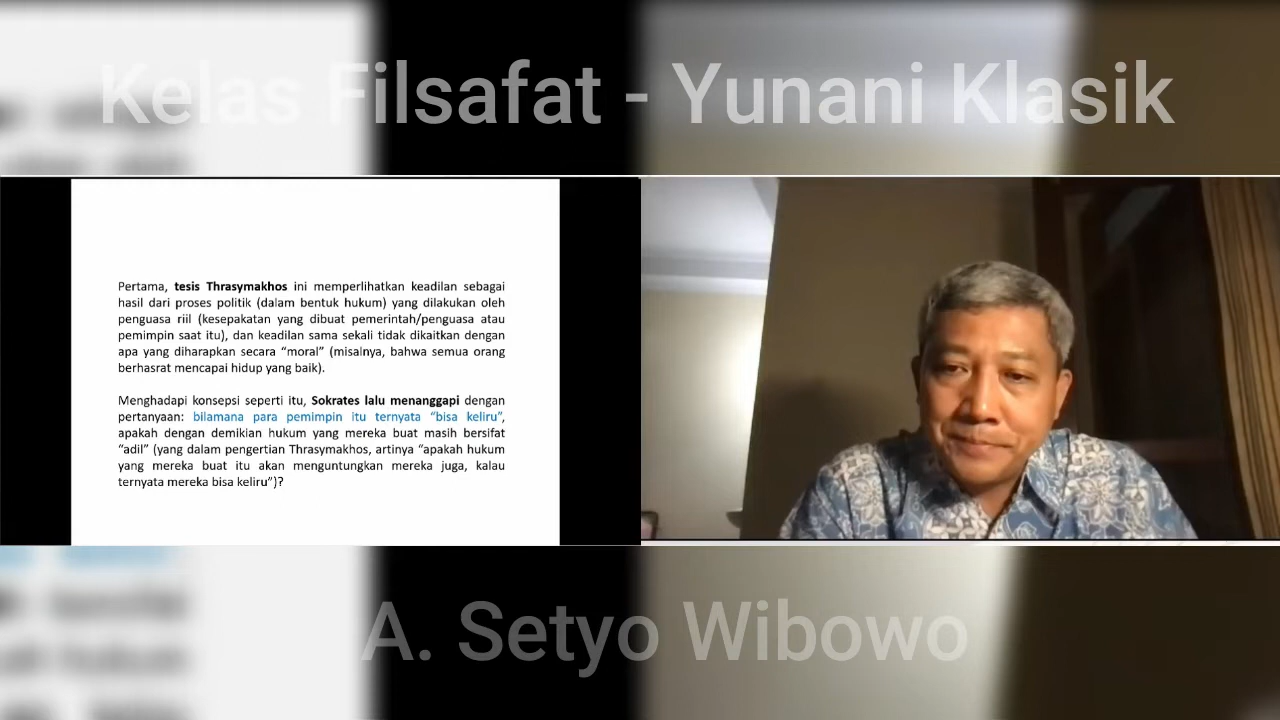 Kelas Filsafat - Yunani Klasik
Pertama, tesis Thrasymakhos ini memperlihatkan keadilan sebagai
hasil dari proses politik (dalam bentuk hukum) yang dilakukan oleh
penguasa riil (kesepakatan yang dibuat pemerintah/penguasa atau
pemimpin saat itu), dan keadilan sama sekali tidak dikaitkan dengan
apa yang diharapkan secara “moral” (misalnya, bahwa semua orang
berhasrat mencapai hidup yang baik).
Menghadapi konsepsi seperti itu, Sokrates lalu menanggapi dengan
pertanyaan: bilamana para pemimpin itu ternyata “bisa keliru”,
apakah dengan demikian hukum yang mereka buat masih bersifat
“adil” (yang dalam pengertian Thrasymakhos, artinya “apakah hukum
yang mereka buat itu akan menguntungkan mereka juga, kalau
ternyata mereka bisa keliru”)?
A. Setyo Wibowo